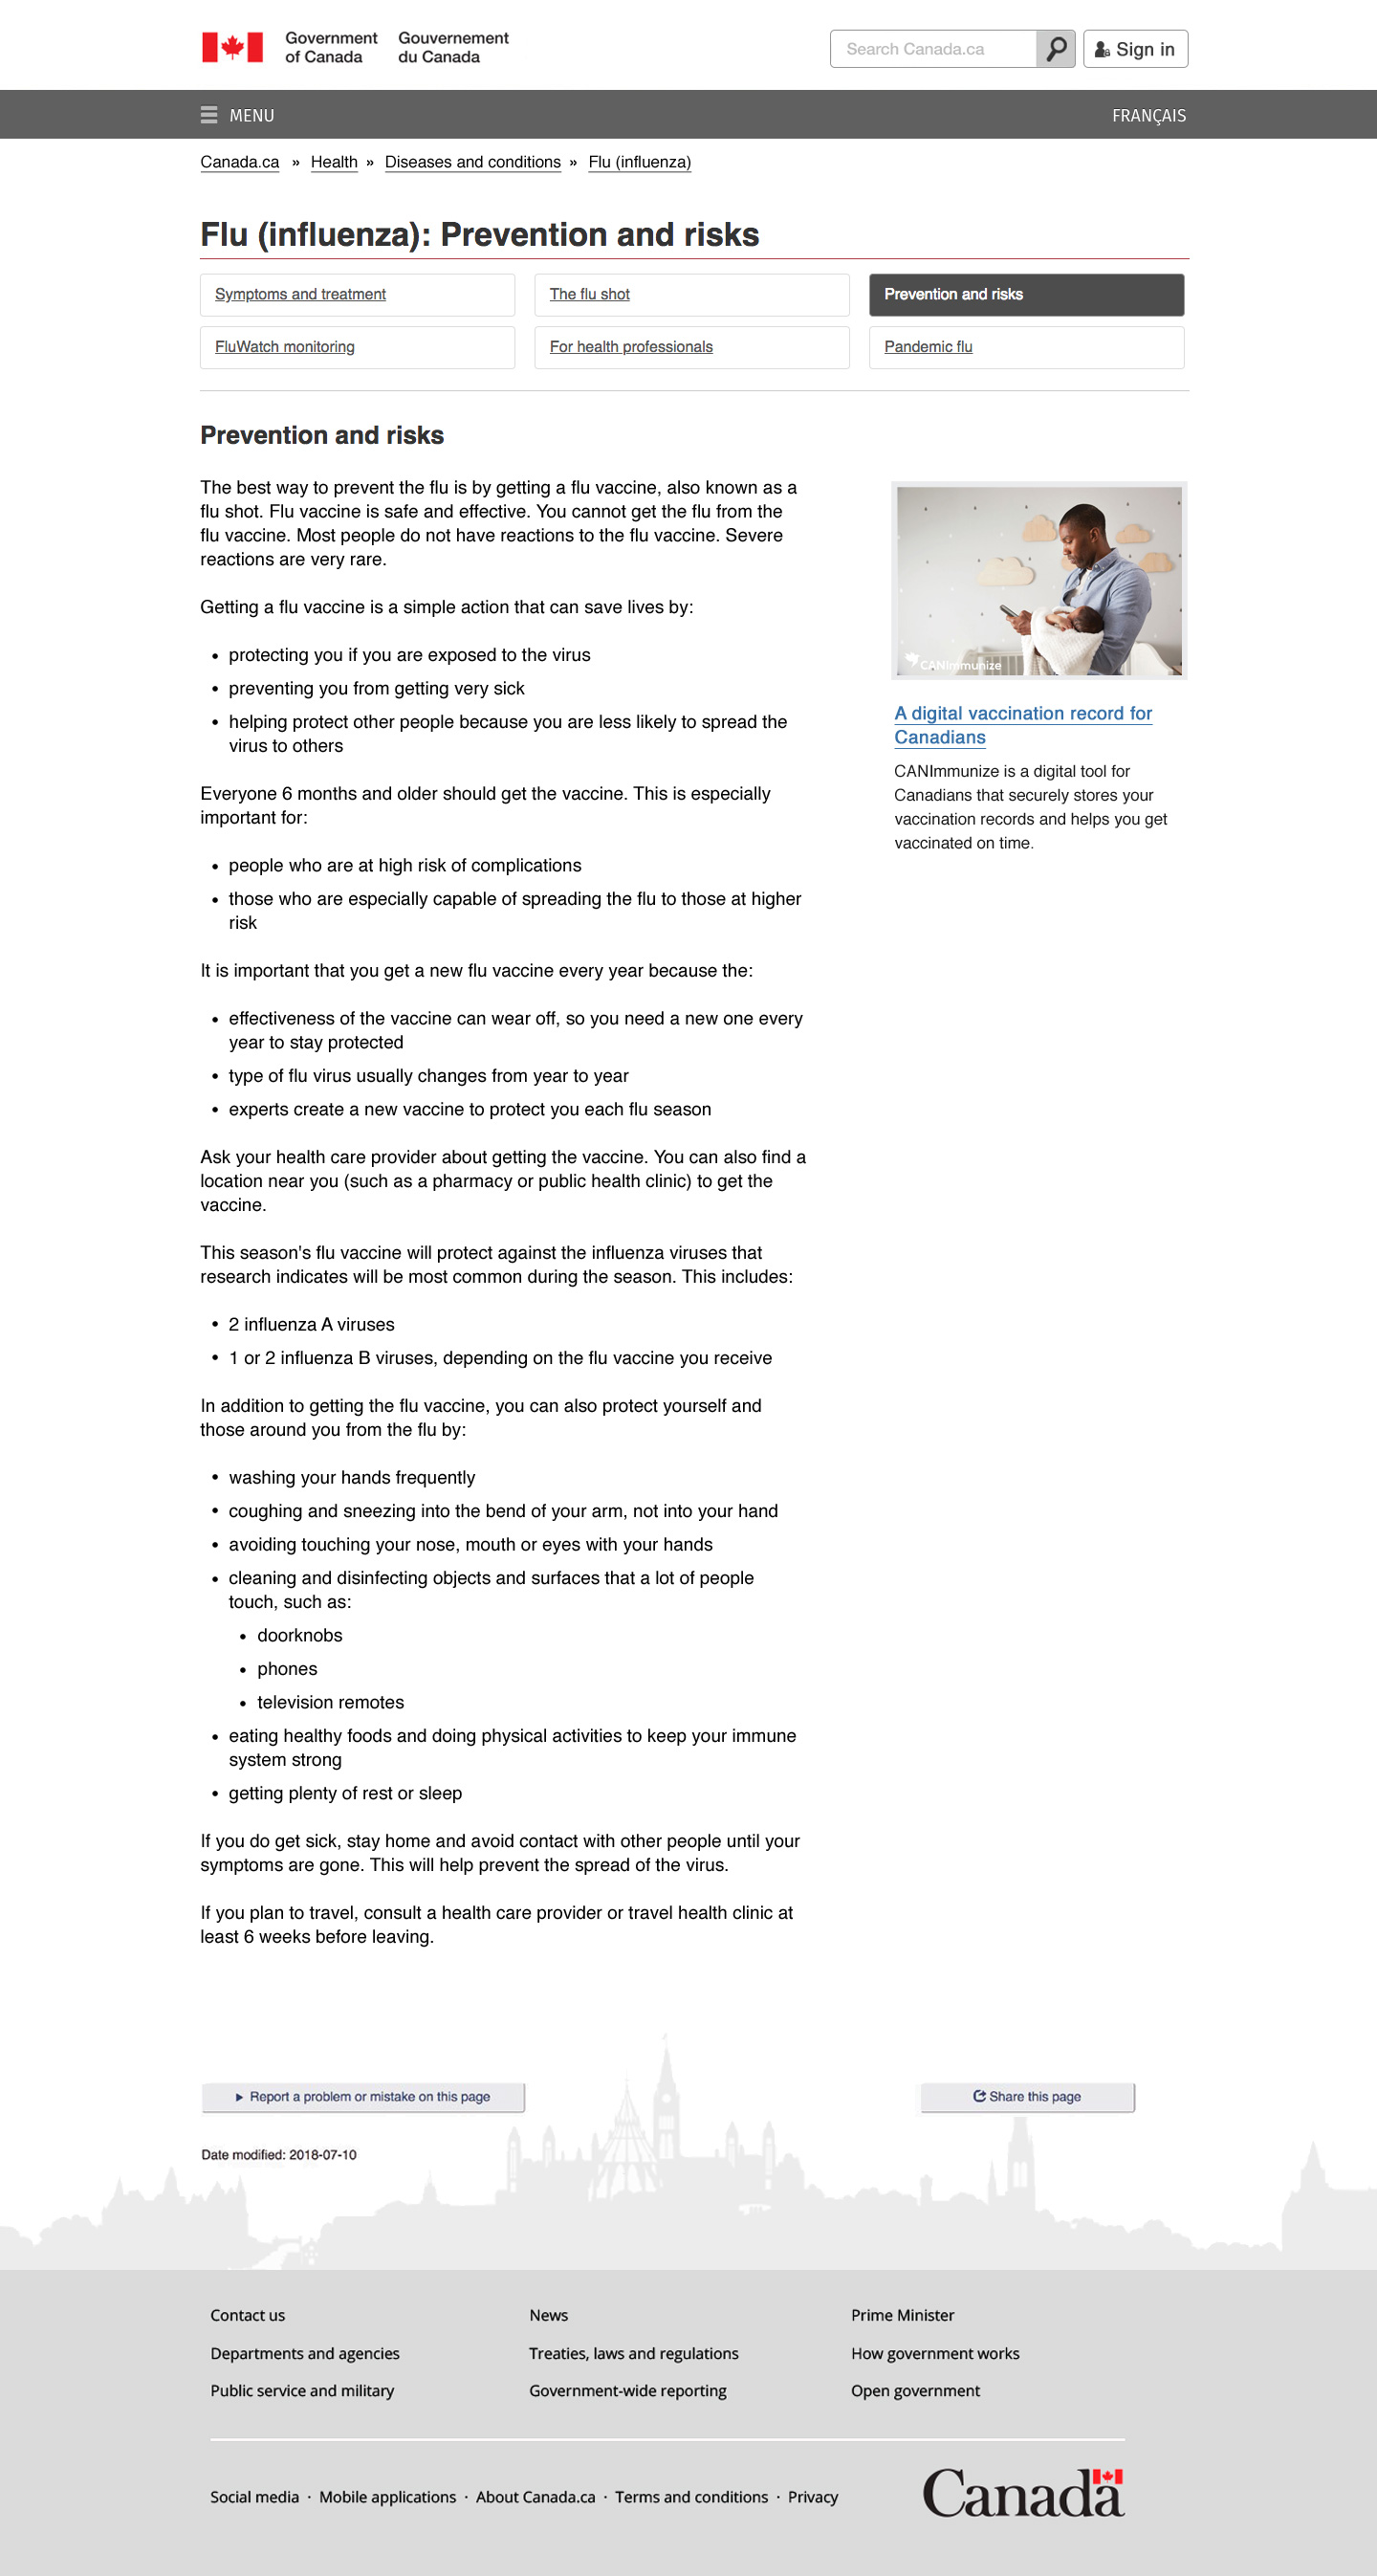 Government
of Canada
Gouvernement
du Canada
Search Canada.ca
Sign in
MENU
FRANÇAIS
Canada.ca » Health » Diseases and conditions » Flu (influenza)
Flu (influenza): Prevention and risks
Symptoms and treatment
The flu shot
Prevention and risks
FluWatch monitoring
For health professionals
Pandemic flu
Prevention and risks
The best way to prevent the flu is by getting a flu vaccine, also known as a
flu shot. Flu vaccine is safe and effective. You cannot get the flu from the
flu vaccine. Most people do not have reactions to the flu vaccine. Severe
reactions are very rare.
Getting a flu vaccine is a simple action that can save lives by:
• protecting you if you are exposed to the virus
• preventing you from getting very sick
• helping protect other people because you are less likely to spread the
virus to others
Everyone 6 months and older should get the vaccine. This is especially
important for:
• people who are at high risk of complications
• those who are especially capable of spreading the flu to those at higher
risk
It is important that you get a new flu vaccine every year because the:
• effectiveness of the vaccine can wear off, so you need a new one every
year to stay protected
• type of flu virus usually changes from year to year
• experts create a new vaccine to protect you each flu season
Ask your health care provider about getting the vaccine. You can also find a
location near you (such as a pharmacy or public health clinic) to get the
vaccine.
This season's flu vaccine will protect against the influenza viruses that
research indicates will be most common during the season. This includes:
• 2 influenza A viruses
• 1 or 2 influenza B viruses, depending on the flu vaccine you receive
In addition to getting the flu vaccine, you can also protect yourself and
those around you from the flu by:
• washing your hands frequently
• coughing and sneezing into the bend of your arm, not into your hand
• avoiding touching your nose, mouth or eyes with your hands
• cleaning and disinfecting objects and surfaces that a lot of people
touch, such as:
• doorknobs
• phones
• television remotes
• eating healthy foods and doing physical activities to keep your immune
system strong
• getting plenty of rest or sleep
If you do get sick, stay home and avoid contact with other people until your
symptoms are gone. This will help prevent the spread of the virus.
If you plan to travel, consult a health care provider or travel health clinic at
least 6 weeks before leaving.
CANImmunize
A digital vaccination record for
Canadians
CANImmunize is a digital tool for
Canadians that securely stores your
vaccination records and helps you get
vaccinated on time.
Report a problem or mistake on this page
Share this page
Date modified: 2018-07-10
Contact us
News
Prime Minister
Departments and agencies
Treaties, laws and regulations
How government works
Public service and military
Government-wide reporting
Open government
Social media · Mobile applications · About Canada.ca · Terms and conditions · Privacy
Canada